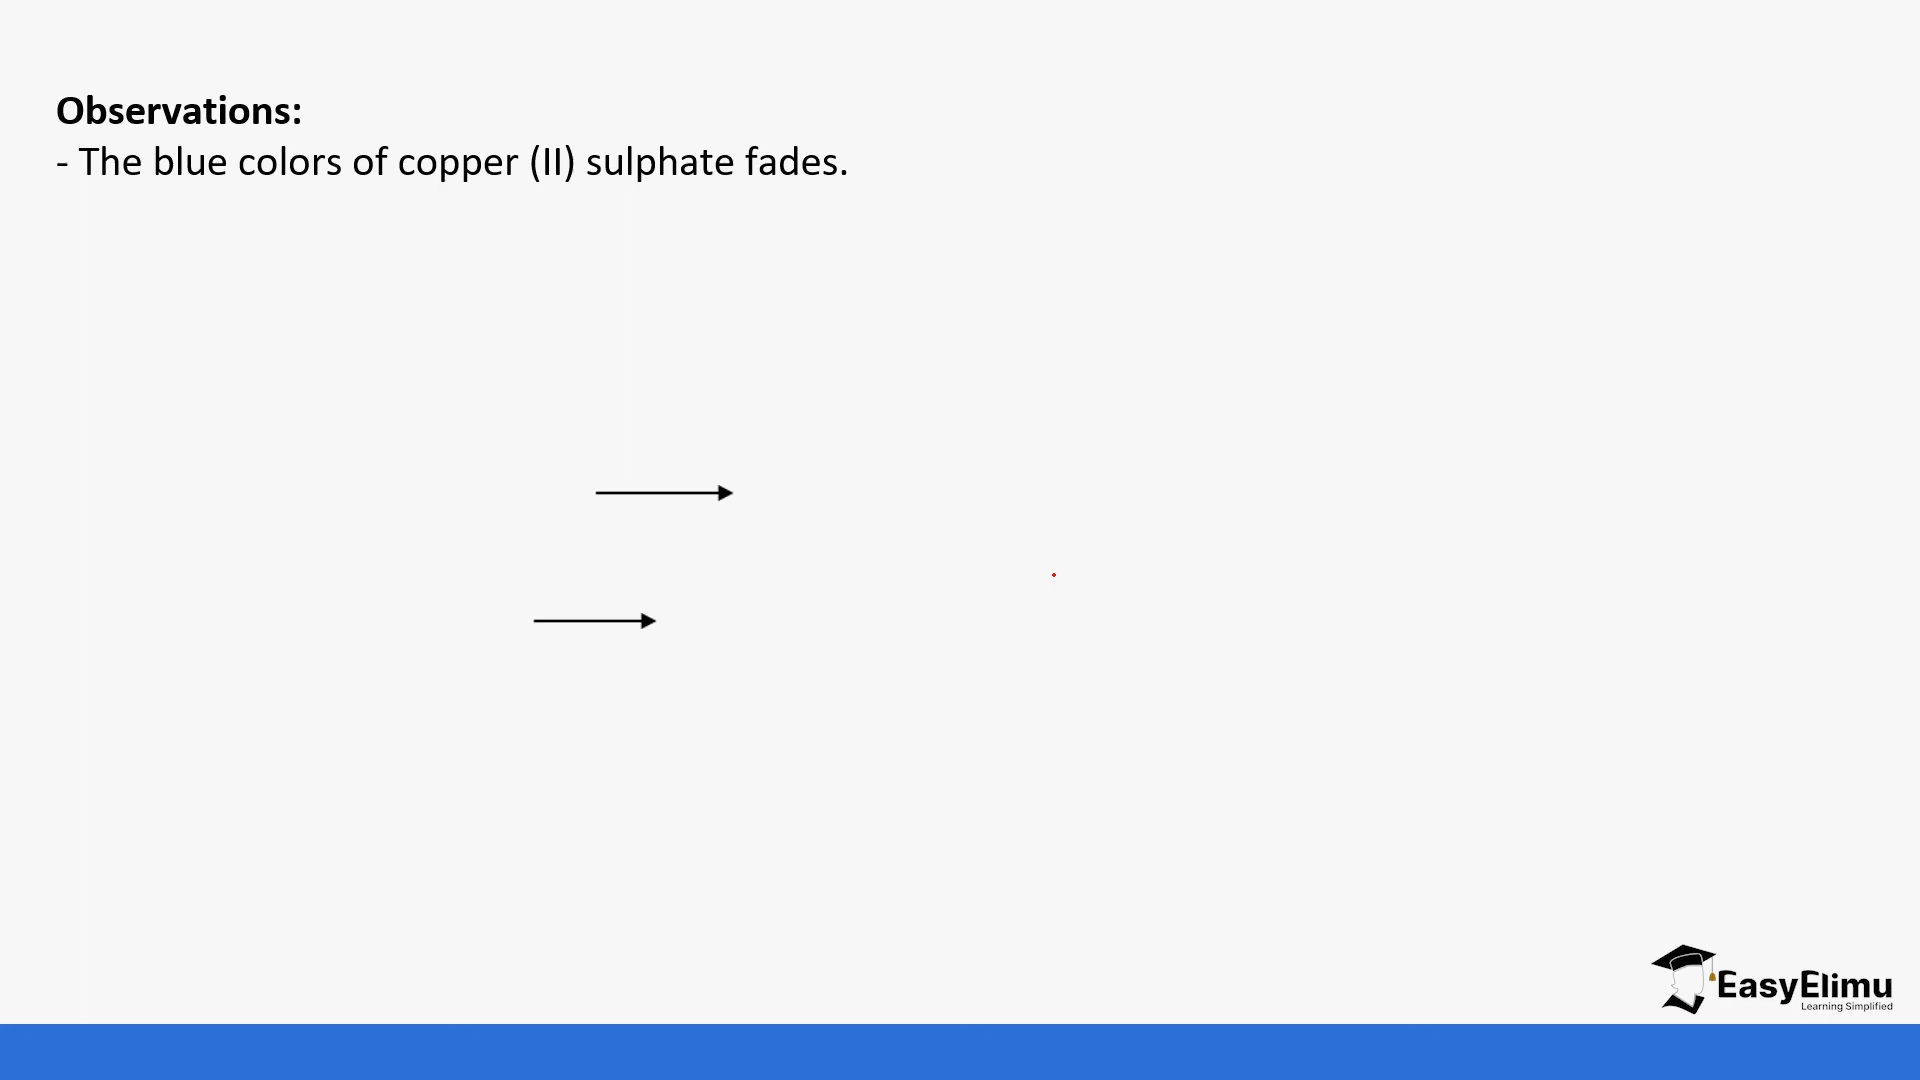 Observations:
- The blue colors of copper (II) sulphate fades.
EasyElimu
Learning Simplified